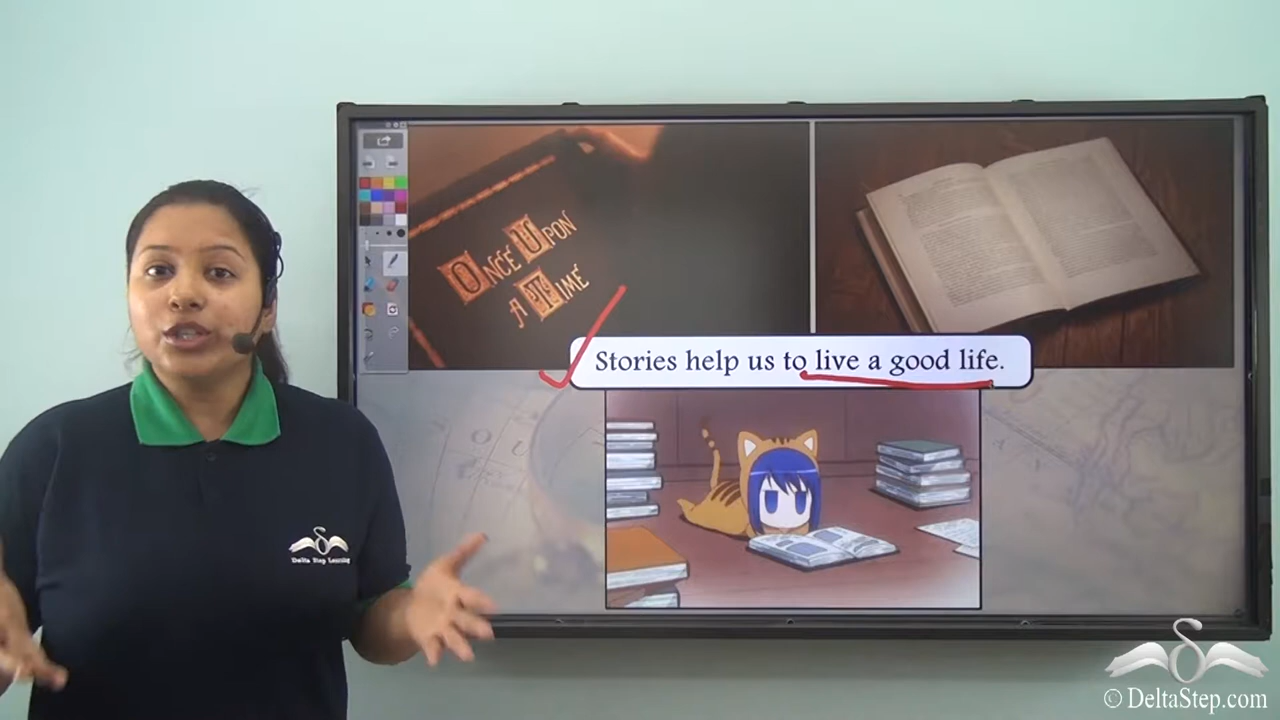 Once Upon
A Time
Stories help us to live a good life.
Delta Step Learning
© DeltaStep.com